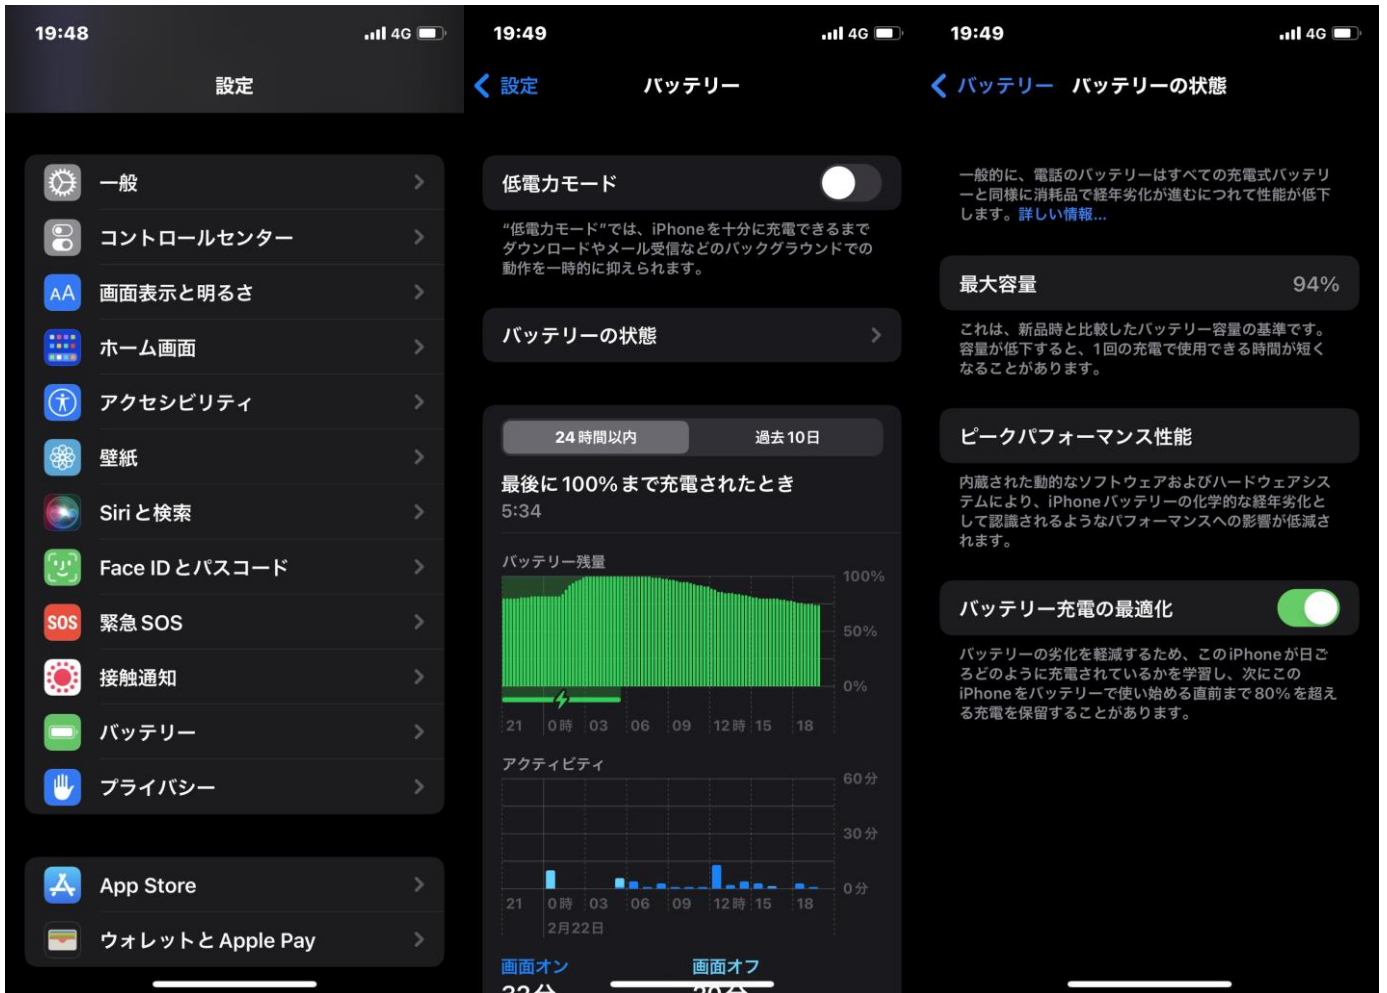 19:48
4G
設定
一般
コントロールセンター
AA
画面表示と明るさ
ホーム画面
アクセシビリティ
壁紙
Siriと検索
Face IDとパスコード
SOS
緊急SOS
接触通知
バッテリー
プライバシー
App Store
ウォレットとApple Pay
19:49
4G
設定
バッテリー
低電力モード
“低電力モード”では、iPhoneを十分に充電できるまで
ダウンロードやメール受信などのバックグラウンドでの
動作を一時的に抑えられます。
バッテリーの状態
24時間以内
過去10日
最後に100%まで充電されたとき
5:34
バッテリー残量
100%
50%
0%
21 0時 03 06 09 12時 15 18
アクティビティ
60分
30分
0分
21 0時 03 06 09 12時 15 18
2月22日
画面オン
画面オフ
19:49
4G
バッテリー
バッテリーの状態
一般的に、電話のバッテリーはすべての充電式バッテリ
ーと同様に消耗品で経年劣化が進むにつれて性能が低下
します。詳しい情報...
最大容量
94%
これは、新品時と比較したバッテリー容量の基準です。
容量が低下すると、1回の充電で使用できる時間が短く
なることがあります。
ピークパフォーマンス性能
内蔵された動的なソフトウェアおよびハードウェアシス
テムにより、iPhoneバッテリーの化学的な経年劣化と
して認識されるようなパフォーマンスへの影響が低減さ
れます。
バッテリー充電の最適化
バッテリーの劣化を軽減するため、このiPhoneが日ご
ろどのように充電されているかを学習し、次にこの
iPhoneをバッテリーで使い始める直前まで80%を超え
る充電を保留することがあります。